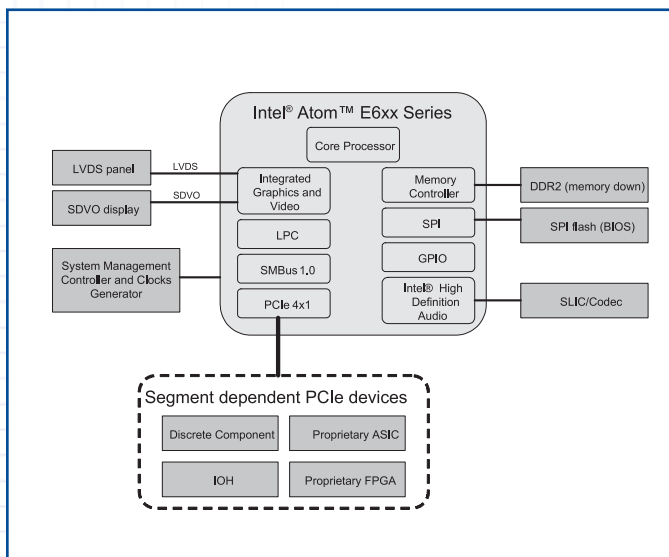 Intel® Atom™ E6xx Series
Core Processor
LVDS panel
LVDS
SDVO display
SDVO
Integrated
Graphics and
Video
LPC
SMBus 1.0
PCIe 4x1
System Management
Controller and Clocks
Generator
Memory
Controller
SPI
GPIO
Intel® High
Definition
Audio
DDR2 (memory down)
SPI flash (BIOS)
SLIC/Codec
Segment dependent PCIe devices
Discrete Component
Proprietary ASIC
IOH
Proprietary FPGA